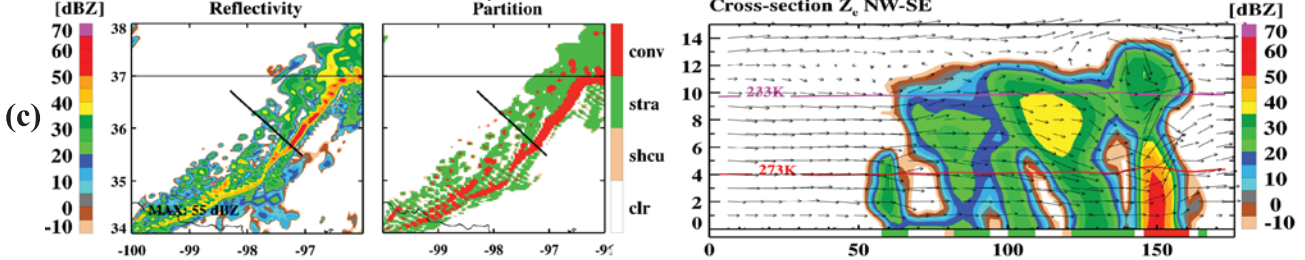 (c)
[dBZ]
70
60
50
40
30
20
10
0
-10
Reflectivity
38
37
36
35
34
MAX: 55 dBZ
-100 -99 -98 -97
Partition
-99 -98 -97 -9
conv
stra
shcu
clr
Cross-section Ze NW-SE
14
12
10
8
6
4
2
0
233K
273K
0 50 100 150
[dBZ]
70
60
50
40
30
20
10
0
-10